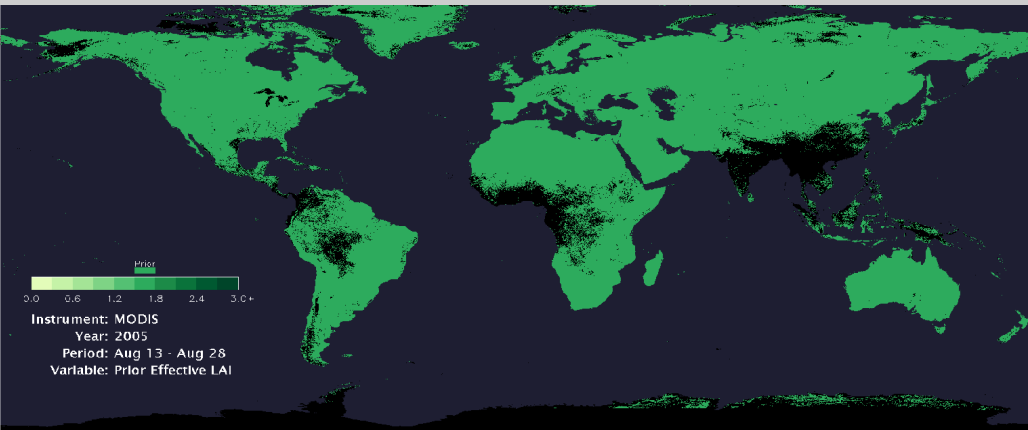 Prior
0.0 0.6 1.2 1.8 2.4 3.0+
Instrument: MODIS
Year: 2005
Period: Aug 13 - Aug 28
Variable: Prior Effective LAI